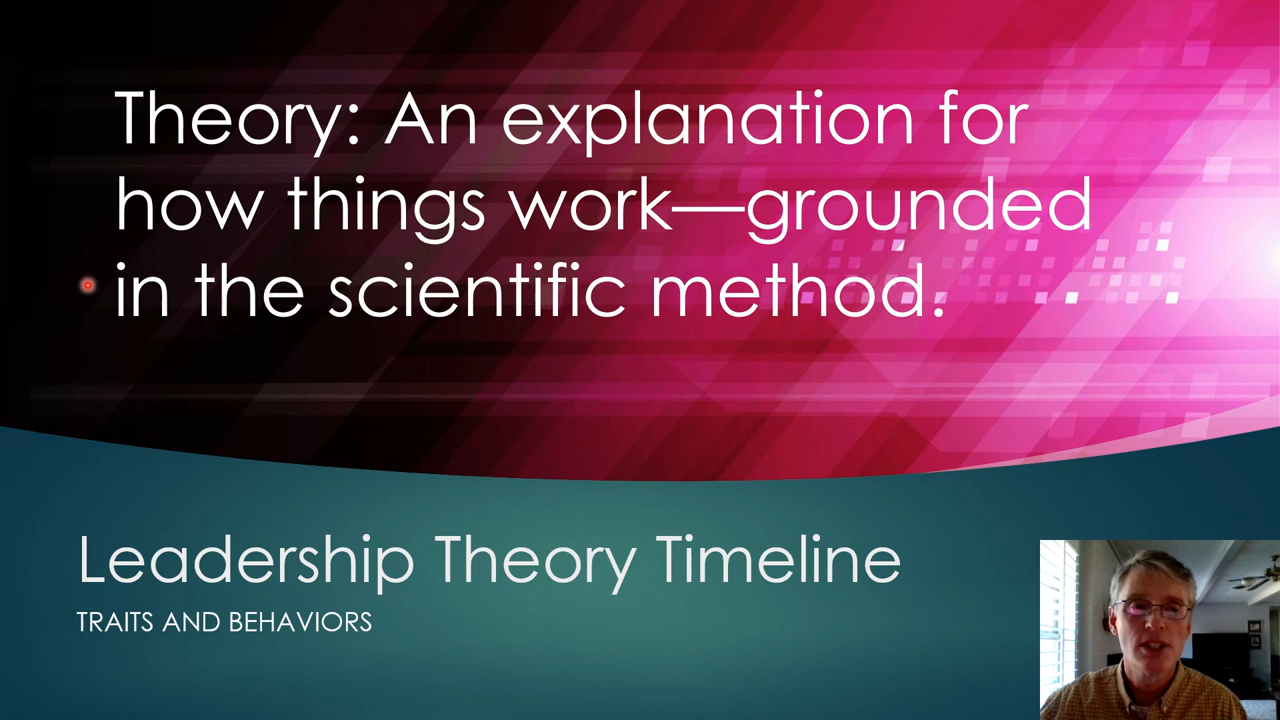 Theory: An explanation for
how things work—grounded
in the scientific method.
Leadership Theory Timeline
TRAITS AND BEHAVIORS